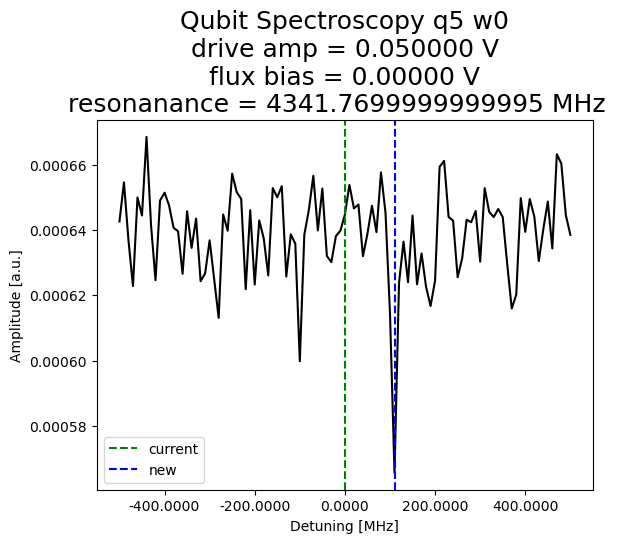 Qubit Spectroscopy q5 w0
drive amp = 0.050000 V
flux bias = 0.00000 V
resonanance = 4341.7699999999995 MHz
0.00066
0.00064
0.00062
0.00060
0.00058
Amplitude [a.u.]
current
new
-400.0000 -200.0000 0.0000 200.0000 400.0000
Detuning [MHz]